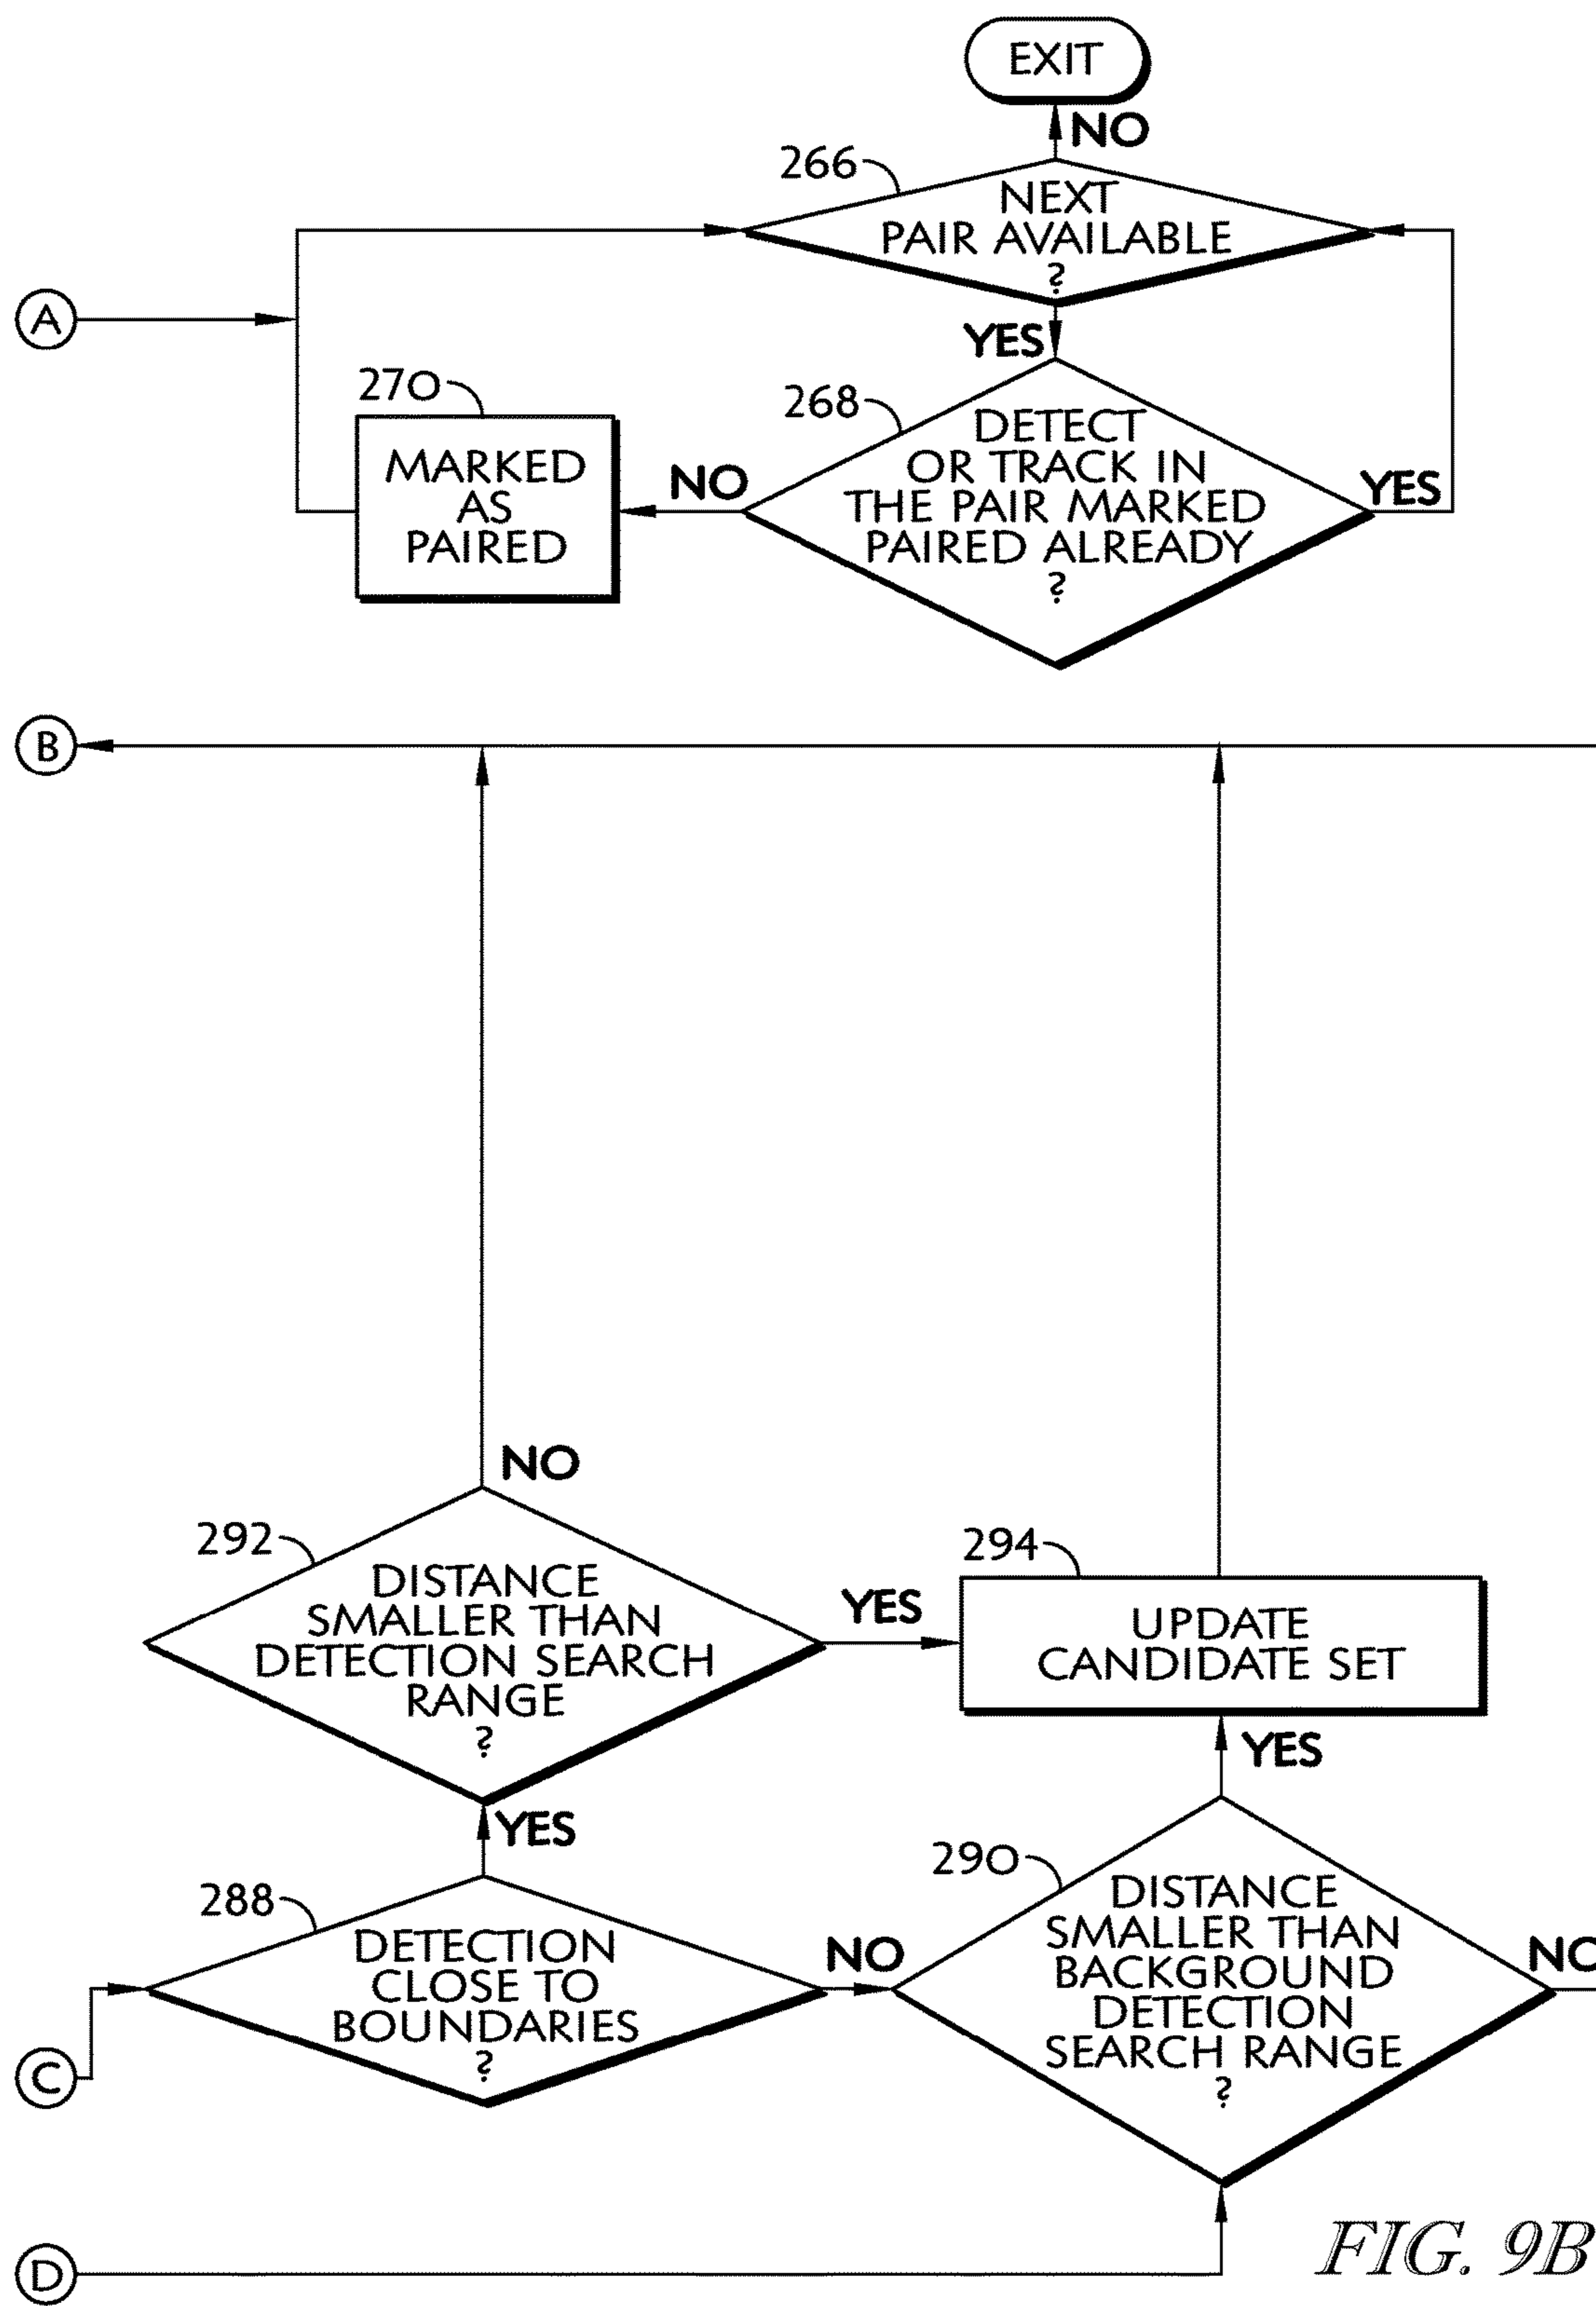 EXIT
NO
266
NEXT
PAIR AVAILABLE
?
A
YES
270
268
MARKED
AS
PAIRED
NO
DETECT
OR TRACK IN
THE PAIR MARKED
PAIRED ALREADY
?
YES
B
NO
292
DISTANCE
SMALLER THAN
DETECTION SEARCH
RANGE
?
YES
294
UPDATE
CANDIDATE SET
YES
YES
288
DETECTION
CLOSE TO
BOUNDARIES
?
NO
290
DISTANCE
SMALLER THAN
BACKGROUND
DETECTION
SEARCH RANGE
?
NO
C
D
FIG. 9B